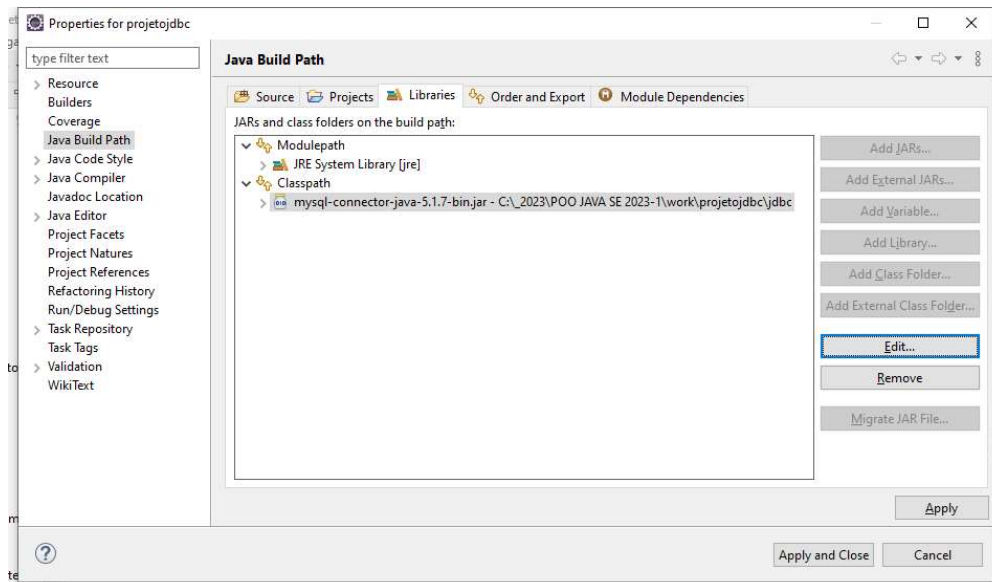 Properties for projetojdbc
type filter text
Resource
Builders
Coverage
Java Build Path
Java Code Style
Java Compiler
Javadoc Location
Java Editor
Project Facets
Project Natures
Project References
Refactoring History
Run/Debug Settings
Task Repository
Task Tags
Validation
WikiText
Java Build Path
Source Projects Libraries Order and Export Module Dependencies
JARs and class folders on the build path:
Modulepath
JRE System Library [jre]
Classpath
mysql-connector-java-5.1.7-bin.jar - C:\_2023\POO JAVA SE 2023-1\work\projetojdbc\jdbc
Add JARs...
Add External JARs...
Add Variable...
Add Library...
Add Class Folder...
Add External Class Folder...
Edit...
Remove
Migrate JAR File...
Apply
Apply and Close Cancel